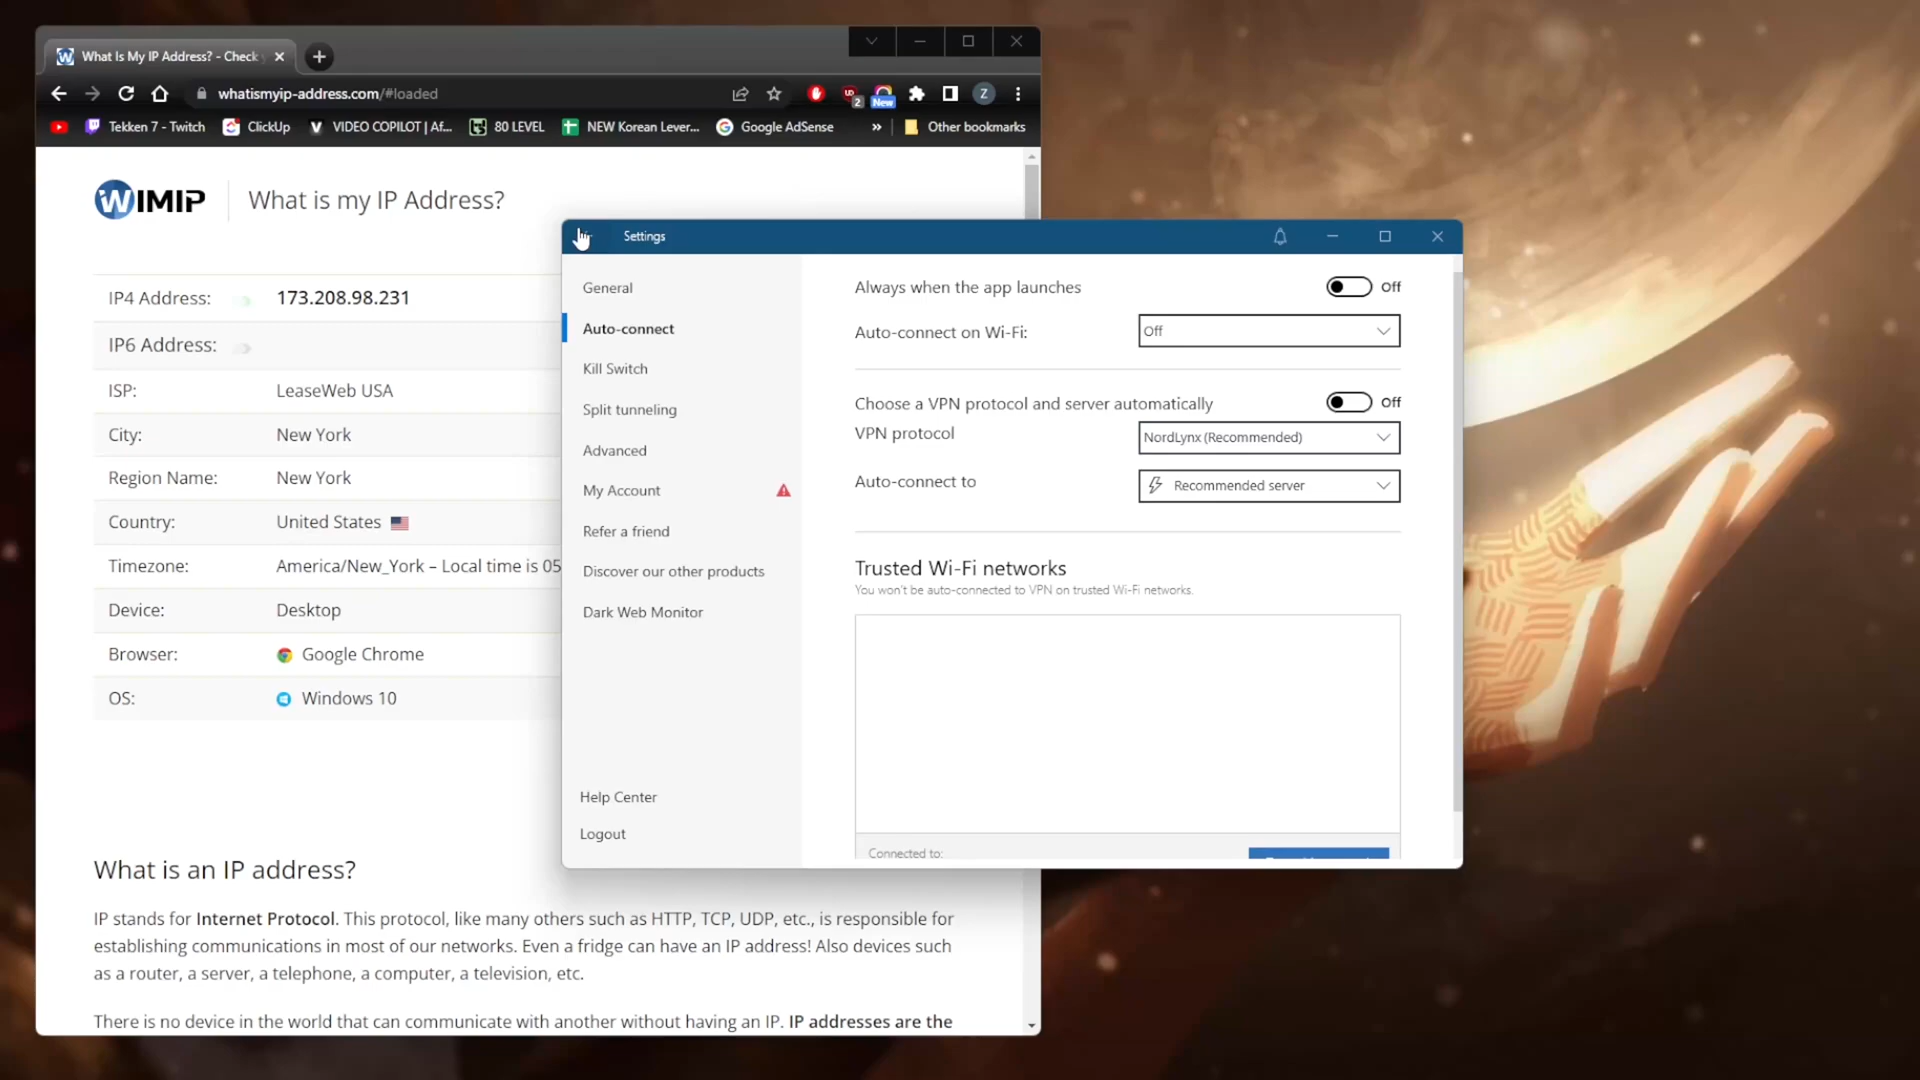 What Is My IP Address? - Check
whatismyip-address.com/#loaded
2
New
Z
Tekken 7 - Twitch
ClickUp
VIDEO COPILOT | Af...
80 LEVEL
NEW Korean Lever...
Google AdSense
»
Other bookmarks
WIMIP
What is my IP Address?
IP4 Address: 173.208.98.231
IP6 Address:
ISP: LeaseWeb USA
City: New York
Region Name: New York
Country: United States
Timezone: America/New_York – Local time is 05
Device: Desktop
Browser: Google Chrome
OS: Windows 10
What is an IP address?
IP stands for Internet Protocol. This protocol, like many others such as HTTP, TCP, UDP, etc., is responsible for
establishing communications in most of our networks. Even a fridge can have an IP address! Also devices such
as a router, a server, a telephone, a computer, a television, etc.
There is no device in the world that can communicate with another without having an IP. IP addresses are the
Settings
General
Auto-connect
Kill Switch
Split tunneling
Advanced
My Account
Refer a friend
Discover our other products
Dark Web Monitor
Help Center
Logout
Always when the app launches Off
Auto-connect on Wi-Fi: Off
Choose a VPN protocol and server automatically Off
VPN protocol NordLynx (Recommended)
Auto-connect to Recommended server
Trusted Wi-Fi networks
You won't be auto-connected to VPN on trusted Wi-Fi networks.
Connected to: